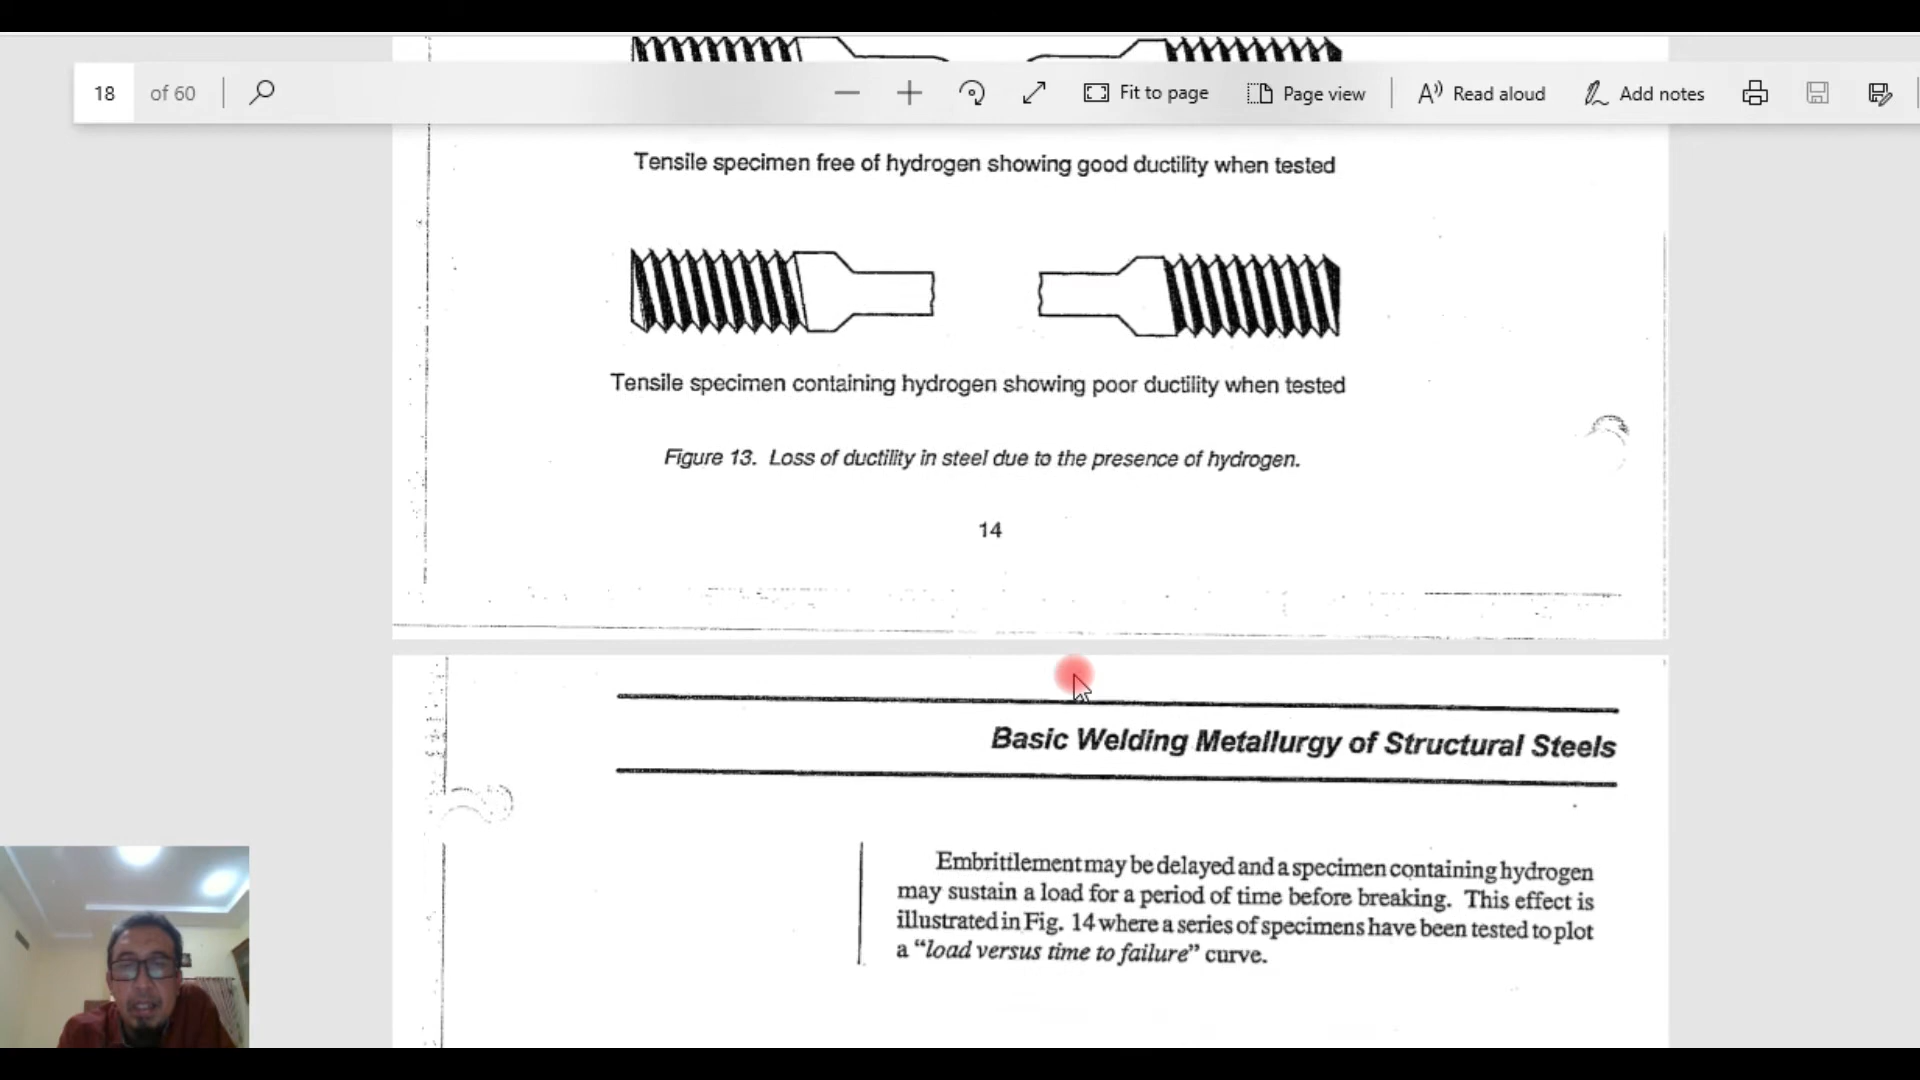 18 of 60
Fit to page
Page view
Read aloud
Add notes
Tensile specimen free of hydrogen showing good ductility when tested
Tensile specimen containing hydrogen showing poor ductility when tested
Figure 13. Loss of ductility in steel due to the presence of hydrogen.
14
Basic Welding Metallurgy of Structural Steels
Embrittlement may be delayed and a specimen containing hydrogen
may sustain a load for a period of time before breaking. This effect is
illustrated in Fig. 14 where a series of specimens have been tested to plot
a “load versus time to failure” curve.